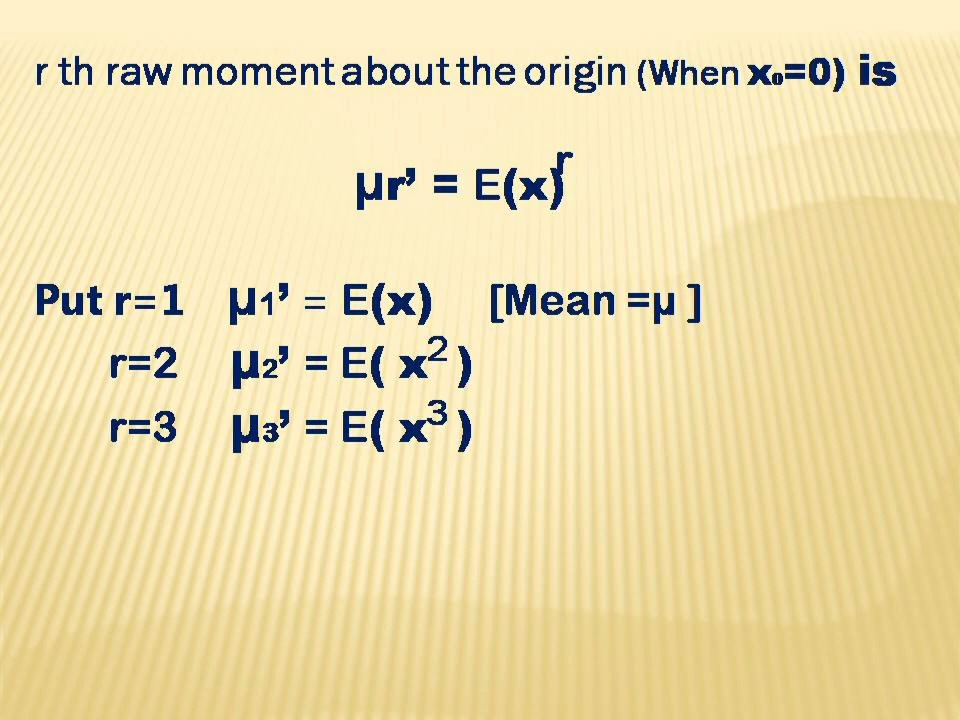 r th raw moment about the origin (When x₀=0) is
μr’ = E(x)ʳ
Put r=1 μ₁’ = E(x) [Mean =μ ]
r=2 μ₂’ = E( x² )
r=3 μ₃’ = E( x³ )